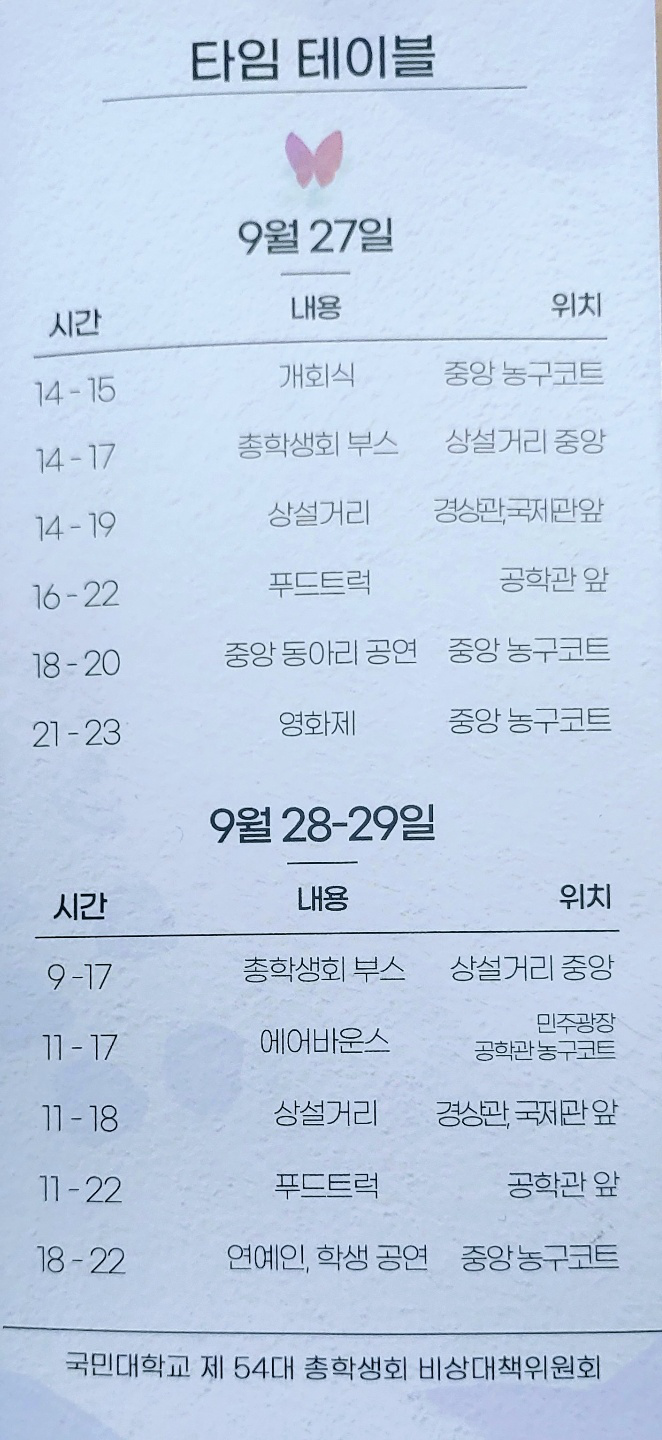 타임 테이블
9월 27일
시간 내용 위치
14 - 15 개회식 중앙 농구코트
14 - 17 총학생회 부스 상설거리 중앙
14 - 19 상설거리 경상관,국제관 앞
16 - 22 푸드트럭 공학관 앞
18 - 20 중앙 동아리 공연 중앙 농구코트
21 - 23 영화제 중앙 농구코트
9월 28-29일
시간 내용 위치
9 -17 총학생회 부스 상설거리 중앙
11 - 17 에어바운스 민주광장
공학관 농구코트
11 - 18 상설거리 경상관, 국제관 앞
11 - 22 푸드트럭 공학관 앞
18 - 22 연예인, 학생 공연 중앙 농구코트
국민대학교 제 54대 총학생회 비상대책위원회